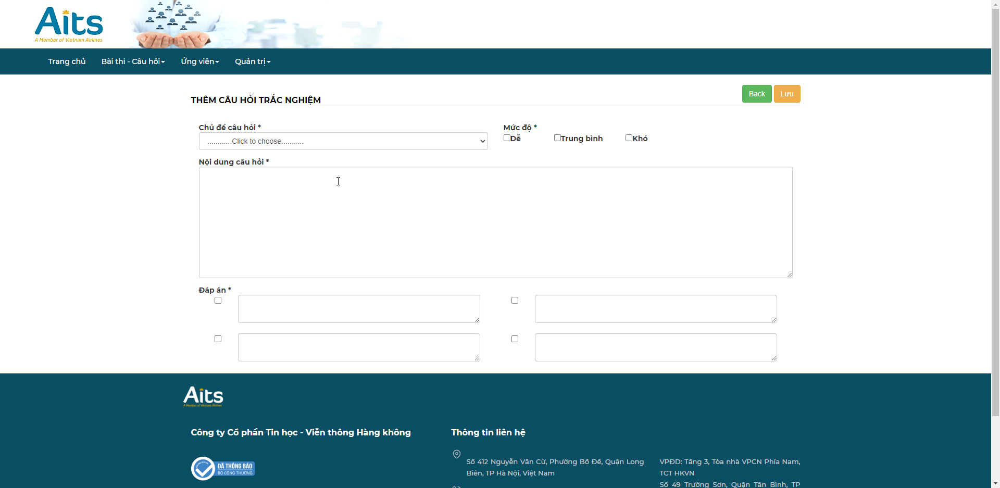 Aits
A Member of Vietnam Airlines
Trang chủ
Bài thi - Câu hỏi
Ứng viên
Quản trị
Back
Lưu
THÊM CÂU HỎI TRẮC NGHIỆM
Chủ đề câu hỏi *
Mức độ *
............Click to choose...........
Dễ
Trung bình
Khó
Nội dung câu hỏi *
Đáp án *
Aits
A Member of Vietnam Airlines
Công ty Cổ phần Tin học - Viễn thông Hàng không
Thông tin liên hệ
ĐÃ THÔNG BÁO
BỘ CÔNG THƯƠNG
Số 412 Nguyễn Văn Cừ, Phường Bồ Đề, Quận Long
Biên, TP Hà Nội, Việt Nam
VPĐD: Tầng 3, Tòa nhà VPCN Phía Nam,
TCT HKVN
Số 49 Trường Sơn, Quận Tân Bình, TP